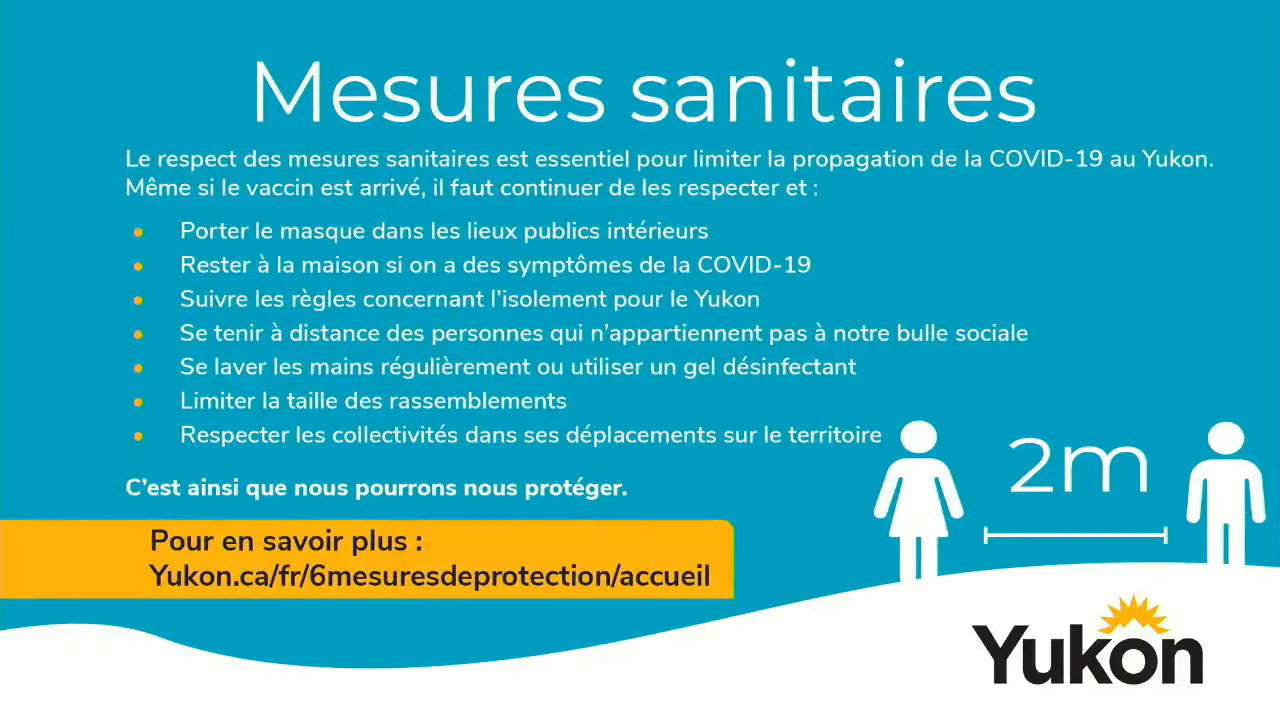 Mesures sanitaires
Le respect des mesures sanitaires est essentiel pour limiter la propagation de la COVID-19 au Yukon.
Même si le vaccin est arrivé, il faut continuer de les respecter et :
• Porter le masque dans les lieux publics intérieurs
• Rester à la maison si on a des symptômes de la COVID-19
• Suivre les règles concernant l'isolement pour le Yukon
• Se tenir à distance des personnes qui n'appartiennent pas à notre bulle sociale
• Se laver les mains régulièrement ou utiliser un gel désinfectant
• Limiter la taille des rassemblements
• Respecter les collectivités dans ses déplacements sur le territoire
2m
C'est ainsi que nous pourrons nous protéger.
Pour en savoir plus :
Yukon.ca/fr/6mesuresdeprotection/accueil
Yukon